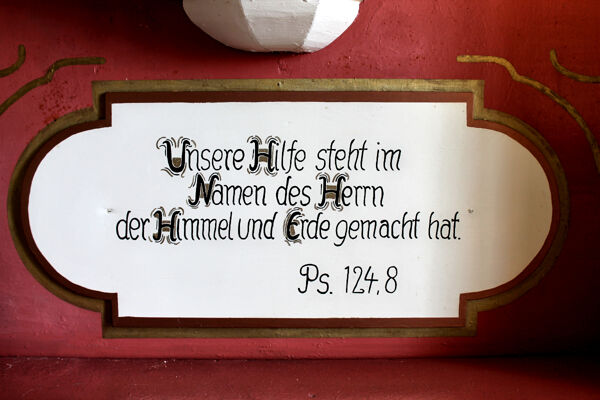 Unsere Hilfe steht im
Namen des Herrn
der Himmel und Erde gemacht hat.
Ps. 124,8